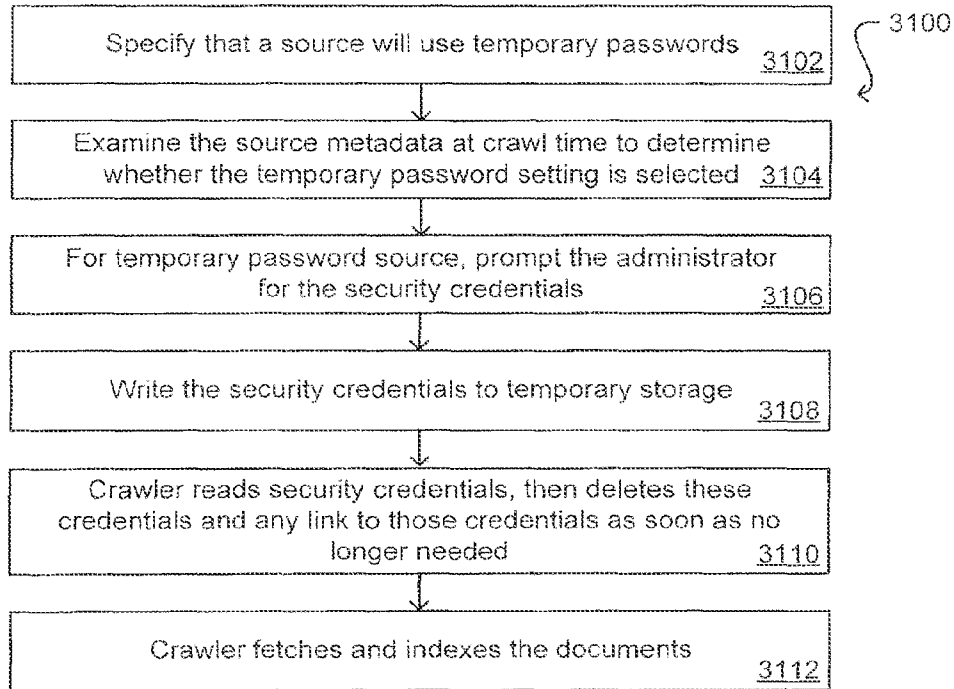 3100
Specify that a source will use temporary passwords
3102
Examine the source metadata at crawl time to determine
whether the temporary password setting is selected 3104
For temporary password source, prompt the administrator
for the security credentials
3106
Write the security credentials to temporary storage
3108
Crawler reads security credentials, then deletes these
credentials and any link to those credentials as soon as no
longer needed
3110
Crawler fetches and indexes the documents
3112